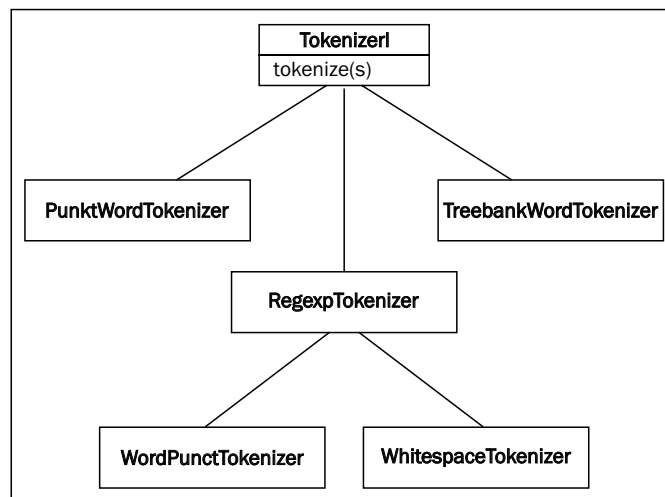 TokenizerI
tokenize(s)
PunktWordTokenizer
TreebankWordTokenizer
RegexpTokenizer
WordPunctTokenizer
WhitespaceTokenizer